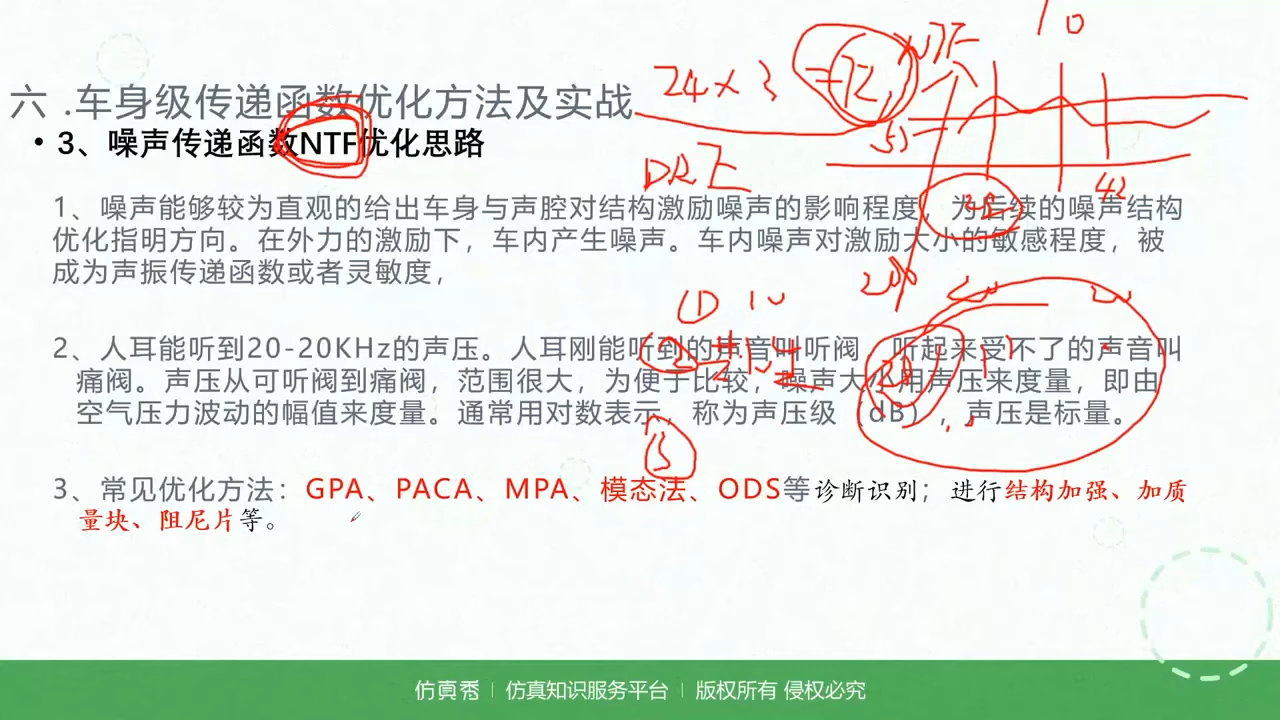 六 .车身级传递函数优化方法及实战
• 3、噪声传递函数NTF优化思路
1、噪声能够较为直观的给出车身与声腔对结构激励噪声的影响程度，为后续的噪声结构
优化指明方向。在外力的激励下，车内产生噪声。车内噪声对激励大小的敏感程度，被
成为声振传递函数或者灵敏度，
2、人耳能听到20-20KHz的声压。人耳刚能听到的声音叫听阀，听起来受不了的声音叫
痛阀。声压从可听阀到痛阀，范围很大，为便于比较，噪声大小用声压来度量，即由
空气压力波动的幅值来度量。通常用对数表示，称为声压级（dB），声压是标量。
3、常见优化方法：GPA、PACA、MPA、模态法、ODS等诊断识别；进行结构加强、加质
量块、阻尼片等。
24×3 =72
NTF
55
42
① 10
②
仿真秀 | 仿真知识服务平台 | 版权所有 侵权必究